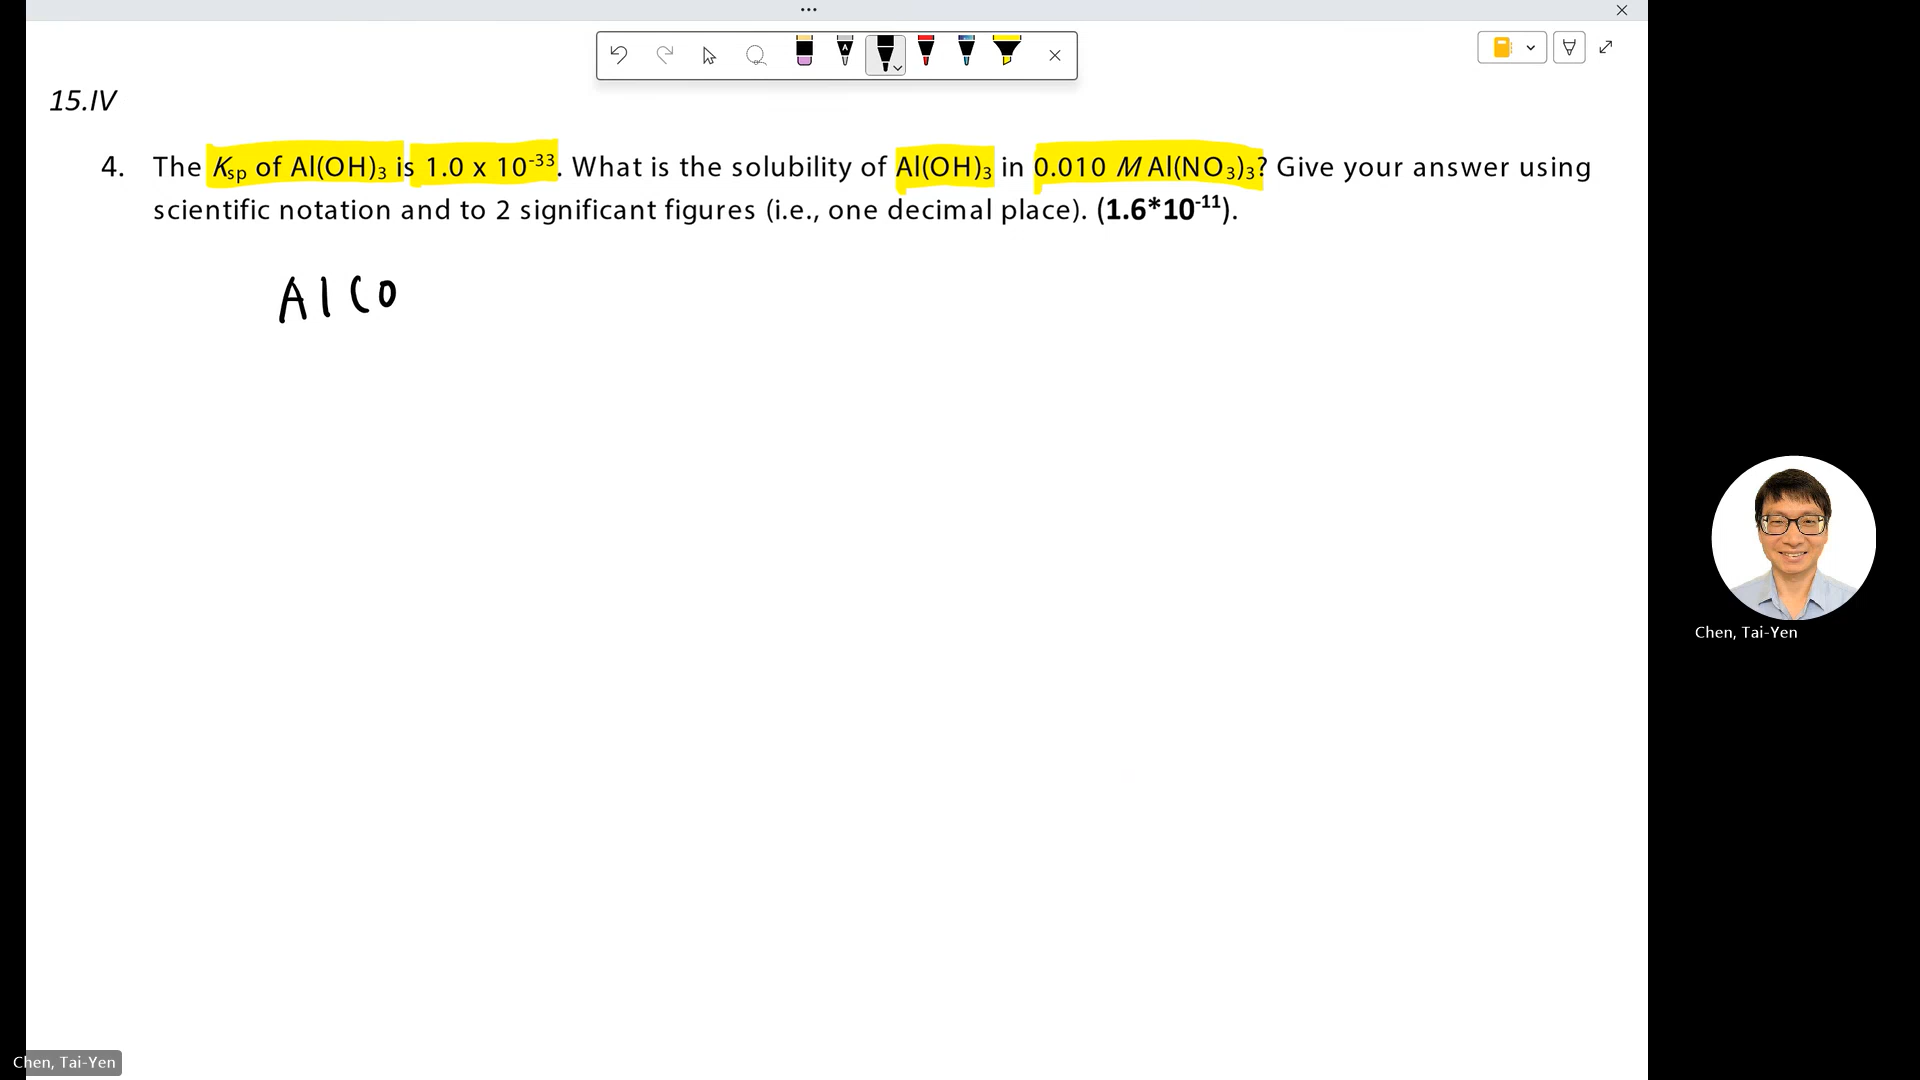 15.IV
4. The Ksp of Al(OH)₃ is 1.0 x 10⁻³³. What is the solubility of Al(OH)₃ in 0.010 M Al(NO₃)₃? Give your answer using
scientific notation and to 2 significant figures (i.e., one decimal place). (1.6*10⁻¹¹).
Al(O
Chen, Tai-Yen
Chen, Tai-Yen